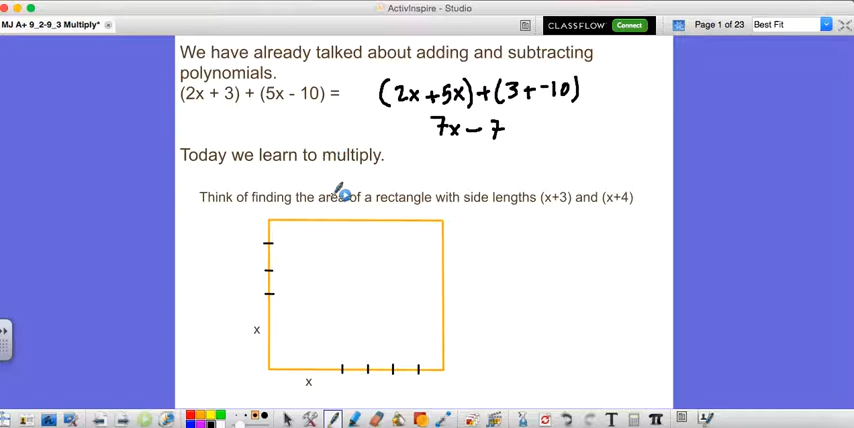 ActivInspire - Studio
MJ A+ 9_2-9_3 Multiply*
CLASSFLOW Connect
Page 1 of 23
Best Fit
We have already talked about adding and subtracting
polynomials.
(2x + 3) + (5x - 10) = (2x + 5x) + (3 + -10)
7x - 7
Today we learn to multiply.
Think of finding the area of a rectangle with side lengths (x+3) and (x+4)
x
x
T
π